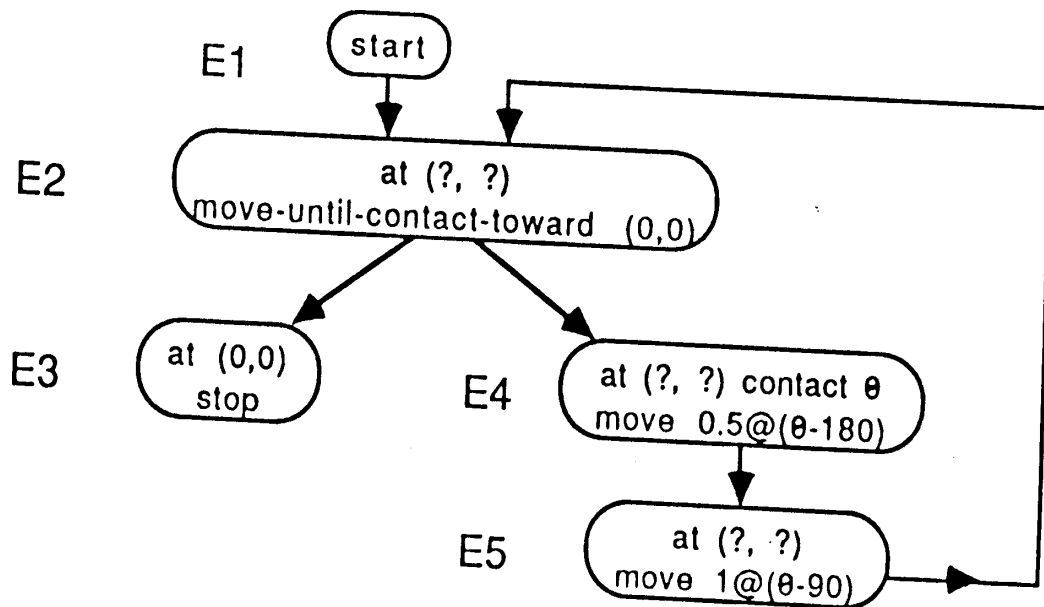 E1
start
E2
at (?, ?)
move-until-contact-toward (0,0)
E3
at (0,0)
stop
E4
at (?, ?) contact θ
move 0.5@(θ-180)
E5
at (?, ?)
move 1@(θ-90)